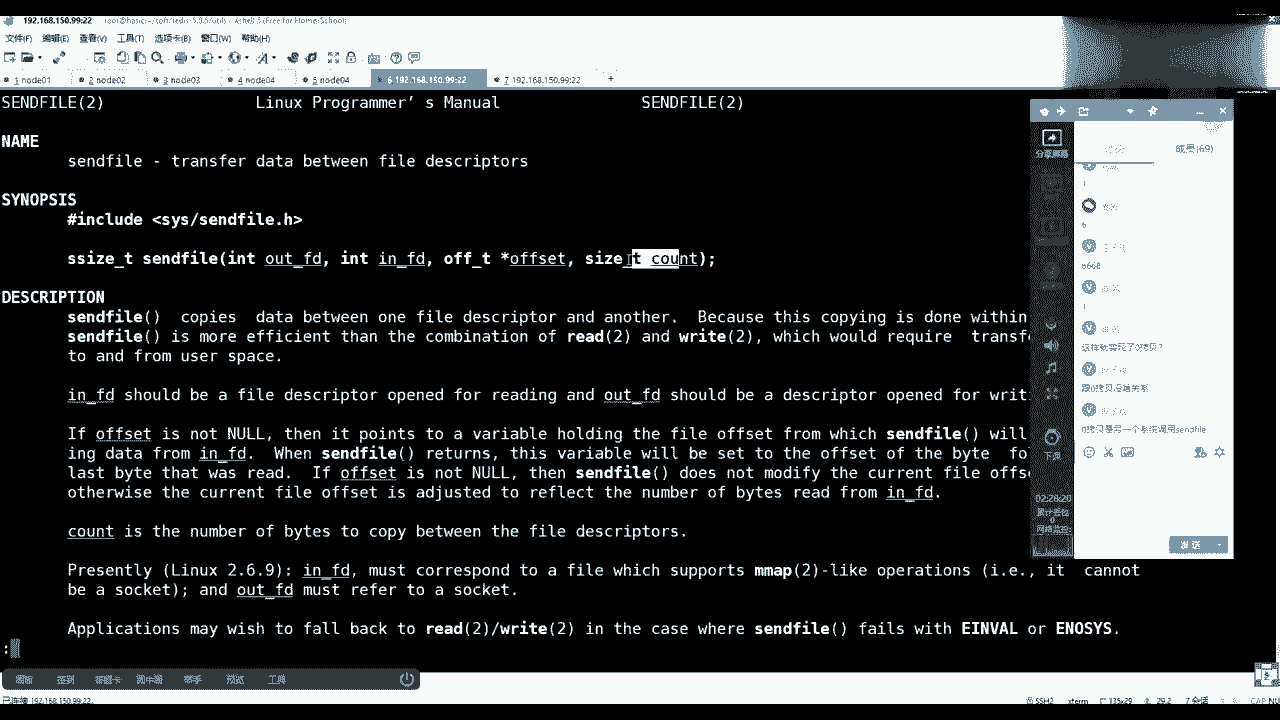 192.168.150.99:22
文件(F) 编辑(E) 查看(V) 工具(T) 选项卡(B) 窗口(W) 帮助(H)
1 node01
2 node02
3 node03
4 node04
5 node04
6 192.168.150.99:22
7 192.168.150.99:22
SENDFILE(2) Linux Programmer's Manual SENDFILE(2)
NAME
sendfile - transfer data between file descriptors
SYNOPSIS
#include <sys/sendfile.h>
ssize_t sendfile(int out_fd, int in_fd, off_t *offset, size_t count);
DESCRIPTION
sendfile() copies data between one file descriptor and another. Because this copying is done within
sendfile() is more efficient than the combination of read(2) and write(2), which would require transf
to and from user space.
in_fd should be a file descriptor opened for reading and out_fd should be a descriptor opened for writ
If offset is not NULL, then it points to a variable holding the file offset from which sendfile() will
ing data from in_fd. When sendfile() returns, this variable will be set to the offset of the byte fo
last byte that was read. If offset is not NULL, then sendfile() does not modify the current file offs
otherwise the current file offset is adjusted to reflect the number of bytes read from in_fd.
count is the number of bytes to copy between the file descriptors.
Presently (Linux 2.6.9): in_fd, must correspond to a file which supports mmap(2)-like operations (i.e., it cannot
be a socket); and out_fd must refer to a socket.
Applications may wish to fall back to read(2)/write(2) in the case where sendfile() fails with EINVAL or ENOSYS.
:
分享屏幕
成员(69)
1
6
6668
1
这样就实现了0拷贝?
跟0拷贝没啥关系
0拷贝是另一个系统调用sendfile
下课
02:28:20
发送
工具
已连接 192.168.150.99:22。
SSH2 xterm 135x29 29,2 7 会话 CAP NU